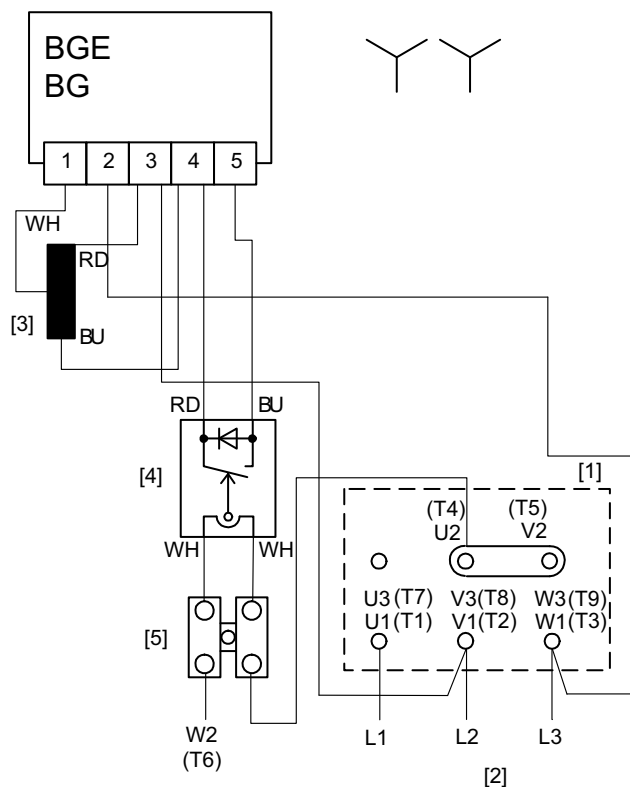 BGE
BG
1 2 3 4 5
WH
RD
[3]
BU
RD BU
[4]
[1]
(T4) (T5)
U2 V2
WH WH
U3 (T7) V3 (T8) W3 (T9)
U1 (T1) V1 (T2) W1 (T3)
[5]
W2
(T6)
L1 L2 L3
[2]